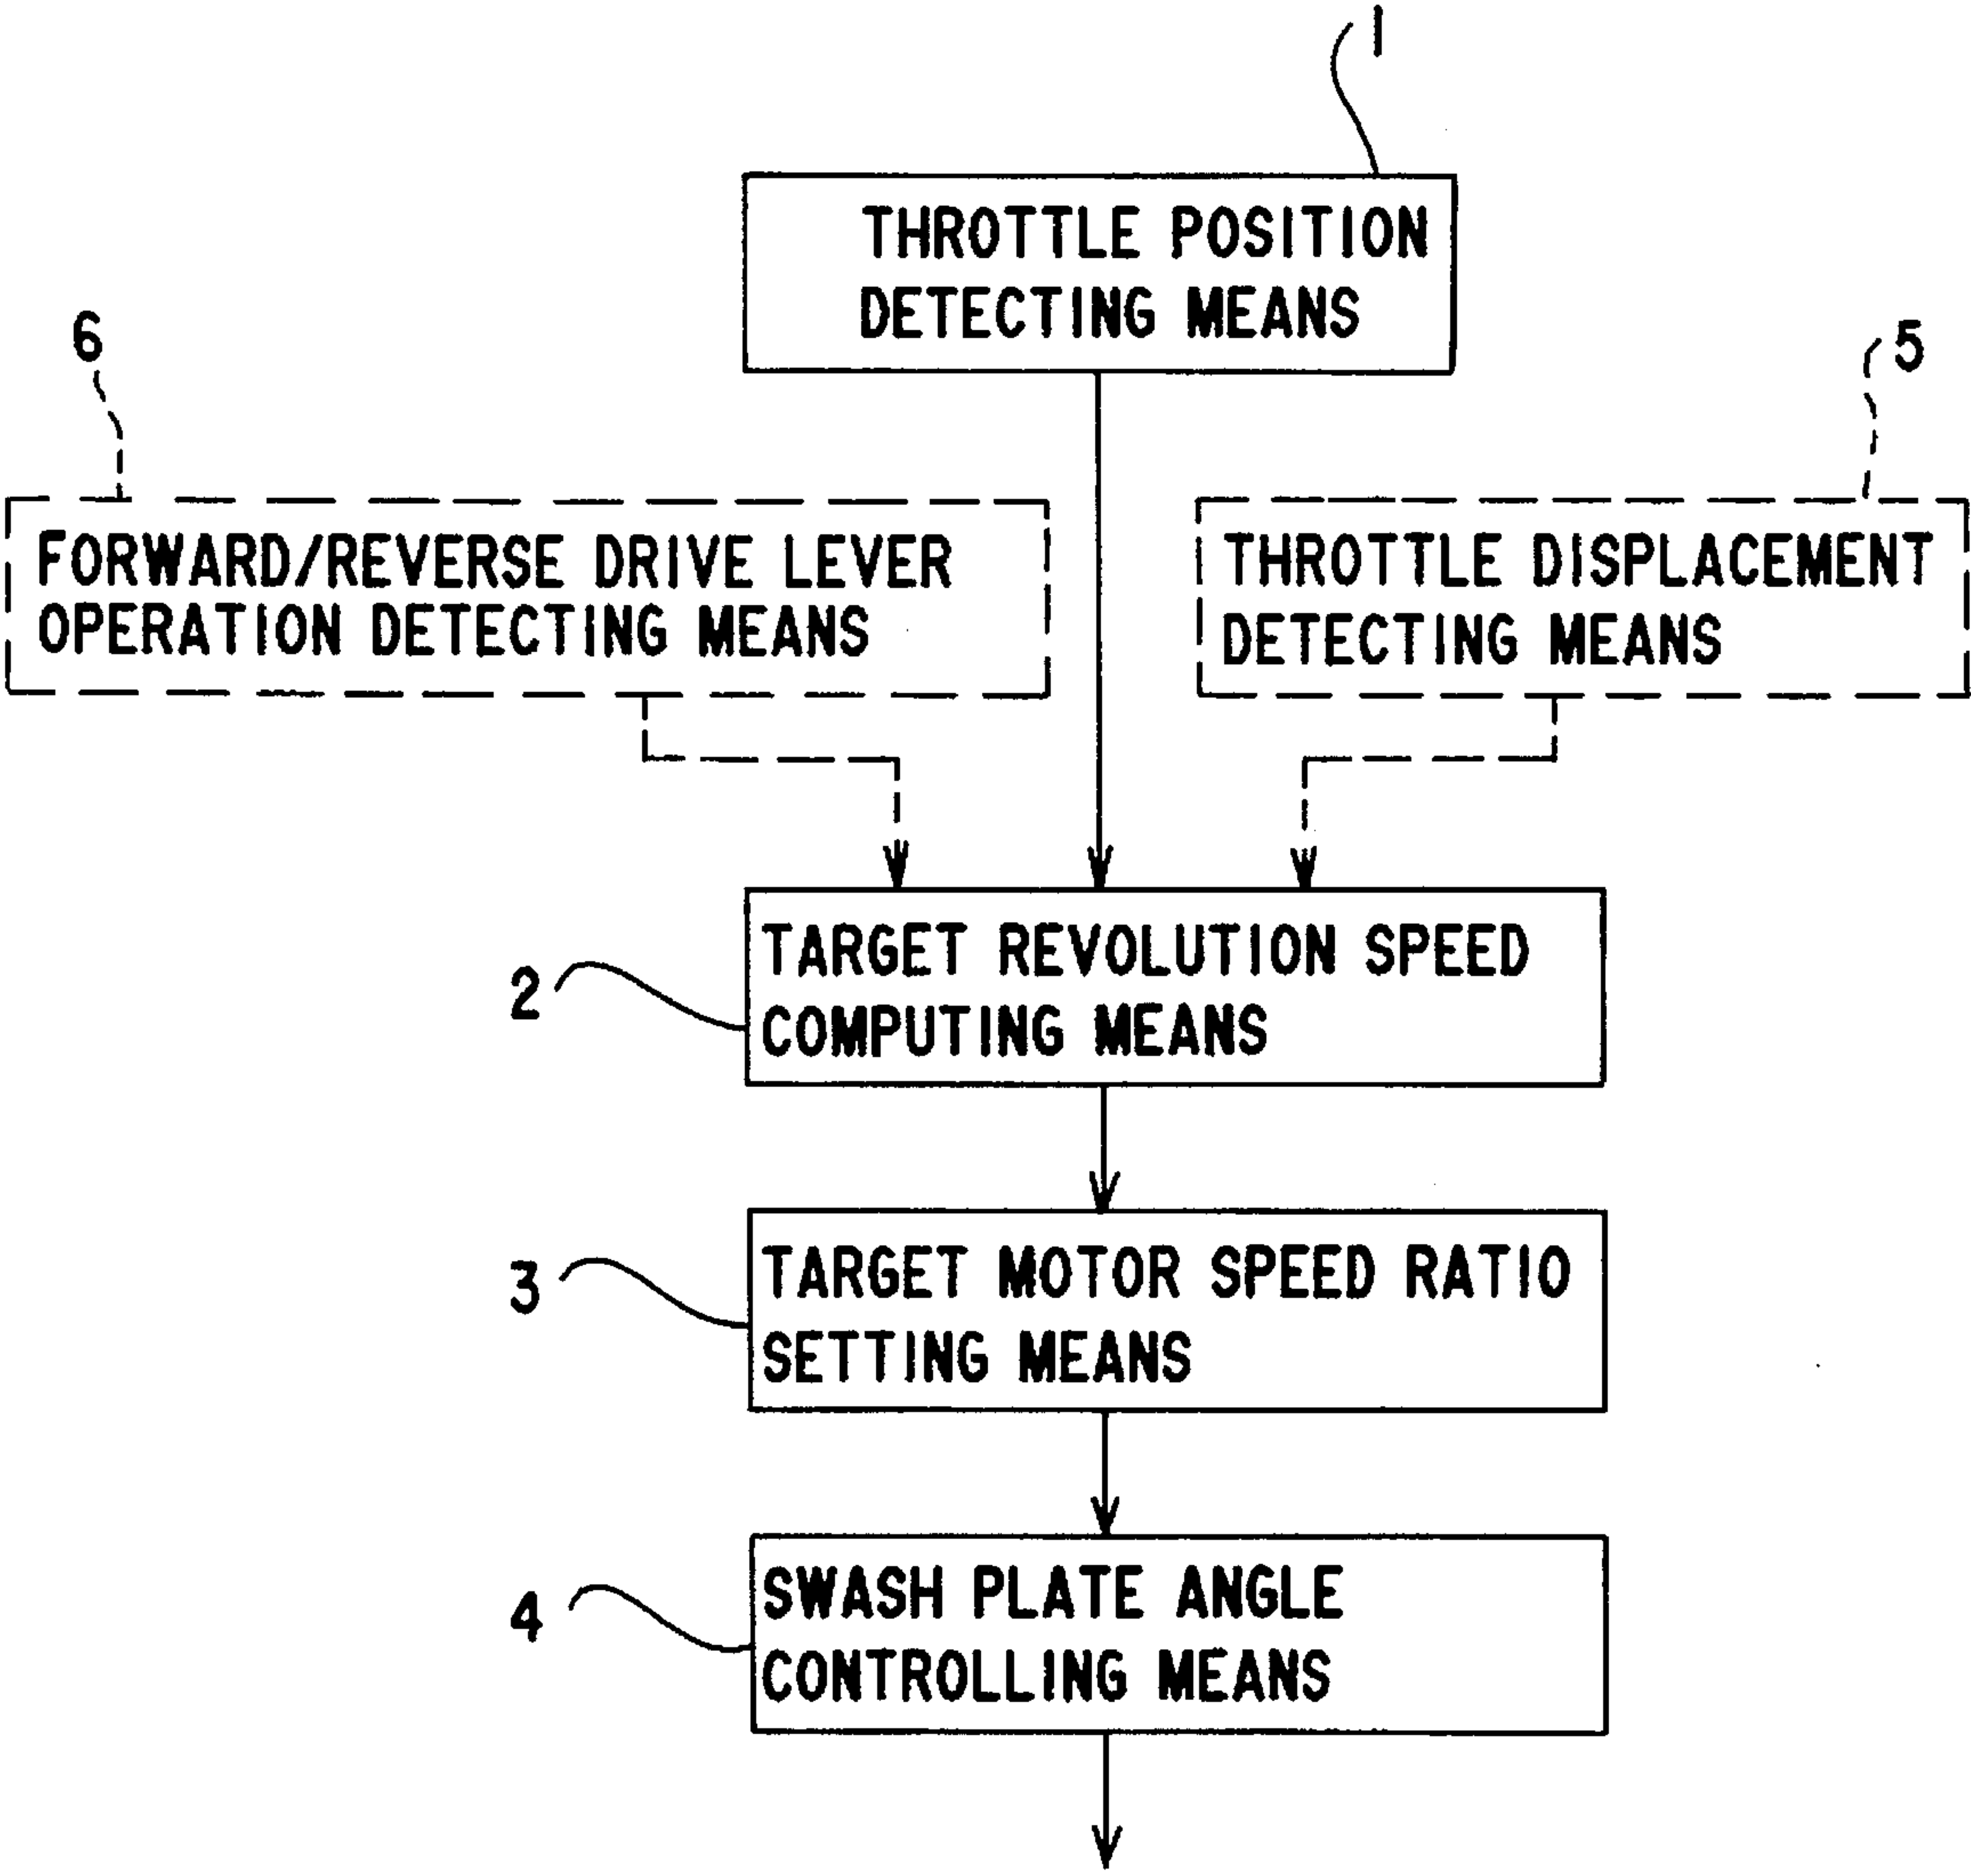 1
THROTTLE POSITION
DETECTING MEANS
6
5
FORWARD/REVERSE DRIVE LEVER
OPERATION DETECTING MEANS
THROTTLE DISPLACEMENT
DETECTING MEANS
2
TARGET REVOLUTION SPEED
COMPUTING MEANS
3
TARGET MOTOR SPEED RATIO
SETTING MEANS
4
SWASH PLATE ANGLE
CONTROLLING MEANS